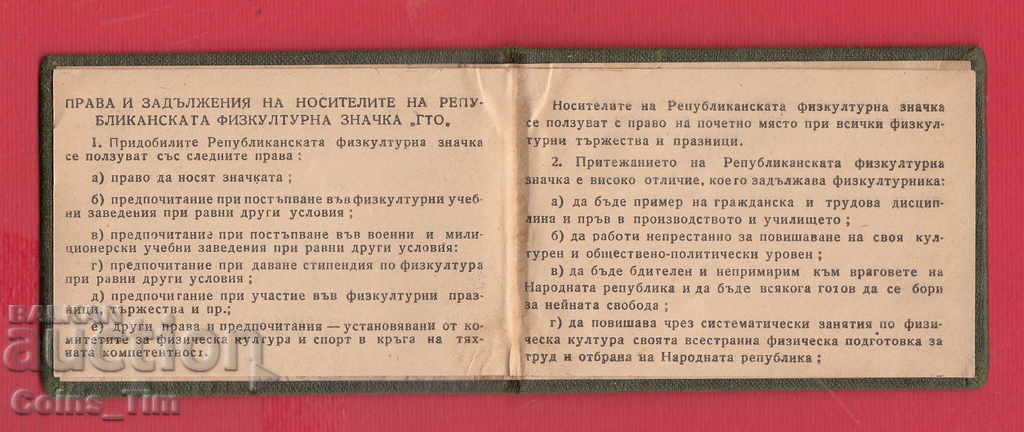 ПРАВА И ЗАДЪЛЖЕНИЯ НА НОСИТЕЛИТЕ НА РЕПУ-
БЛИКАНСКАТА ФИЗКУЛТУРНА ЗНАЧКА „ГТО„
1. Придобилите Републиканската физкултурна значка
се ползуват със следните права :
а) право да носят значката ;
б) предпочитание при постъпване във физкултурни учеб-
ни заведения при равни други условия ;
в) предпочитание при постъпване във военни и мили-
ционерски учебни заведения при равни други условия:
г) предпочитание при даване стипендия по физкултура
при равни други условия ;
д) предпочитание при участие във физкултурни праз-
ници, тържества и пр.;
е) други права и предпочитания — установявани от ко-
митетите за физическа култура и спорт в кръга на тях-
ната компетентност.
Носителите на Републиканската физкултурна значка
се ползуват с право на почетно място при всички физкул-
турни тържества и празници.
2. Притежанието на Републиканската физкултурна
значка е високо отличие, което задължава физкултурника:
а) да бъде пример на гражданска и трудова дисцип-
лина и пръв в производството и училището ;
б) да работи непрестанно за повишаване на своя кул-
турен и обществено-политически уровен ;
в) да бъде бдителен и непримирим към враговете на
Народната република и да бъде всякога готов да се бори
за нейната свобода ;
г) да повишава чрез систематически занятия по физи-
ческа култура своята всестранна физическа подготовка за
труд и отбрана на Народната република ;
BALKAN
auction
Coins_Tim